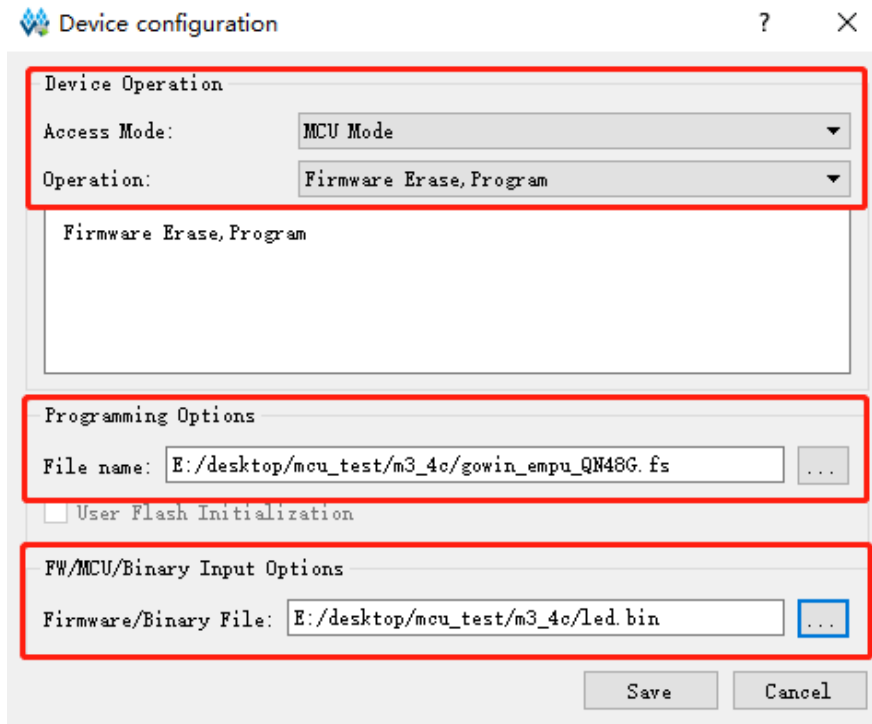 Device configuration
Device Operation
Access Mode: MCU Mode
Operation: Firmware Erase,Program
Firmware Erase,Program
Programming Options
File name: E:/desktop/mcu_test/m3_4c/gowin_empu_QN48G.fs ...
User Flash Initialization
FW/MCU/Binary Input Options
Firmware/Binary File: E:/desktop/mcu_test/m3_4c/led.bin ...
Save Cancel